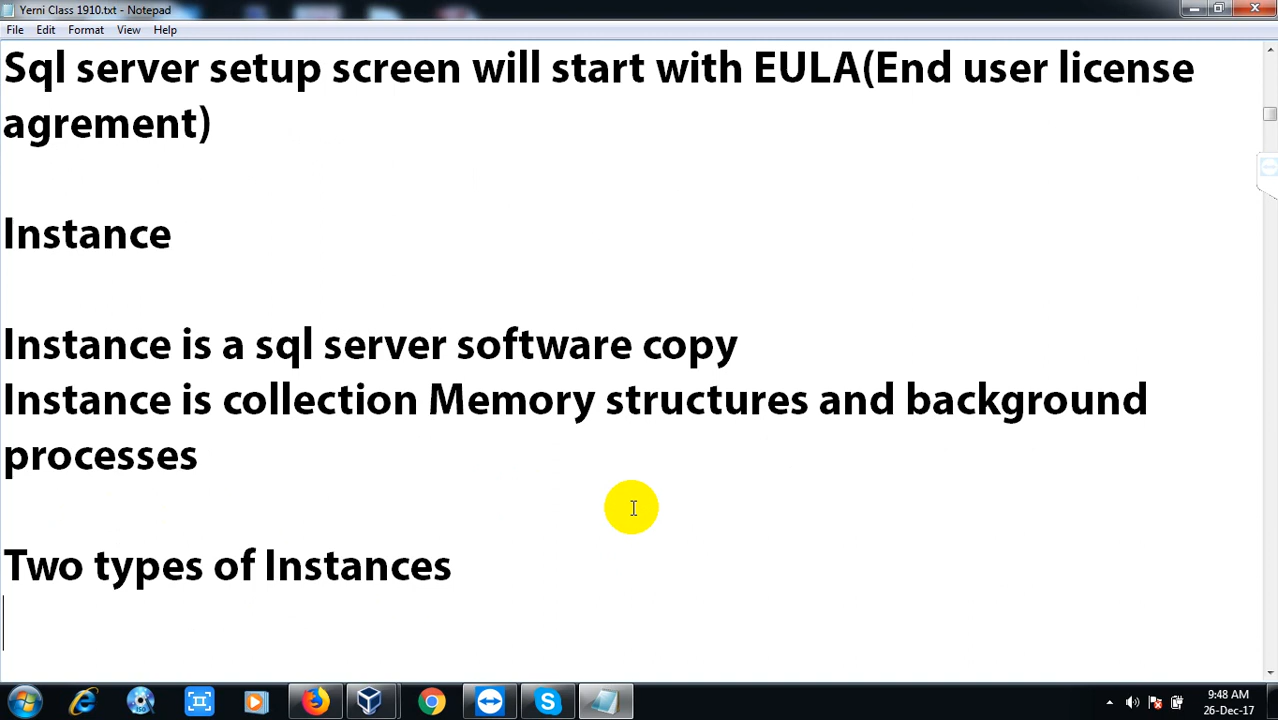 Yerni Class 1910.txt - Notepad
File Edit Format View Help
Sql server setup screen will start with EULA(End user license
agrement)
Instance
Instance is a sql server software copy
Instance is collection Memory structures and background
processes
Two types of Instances
9:48 AM
26-Dec-17